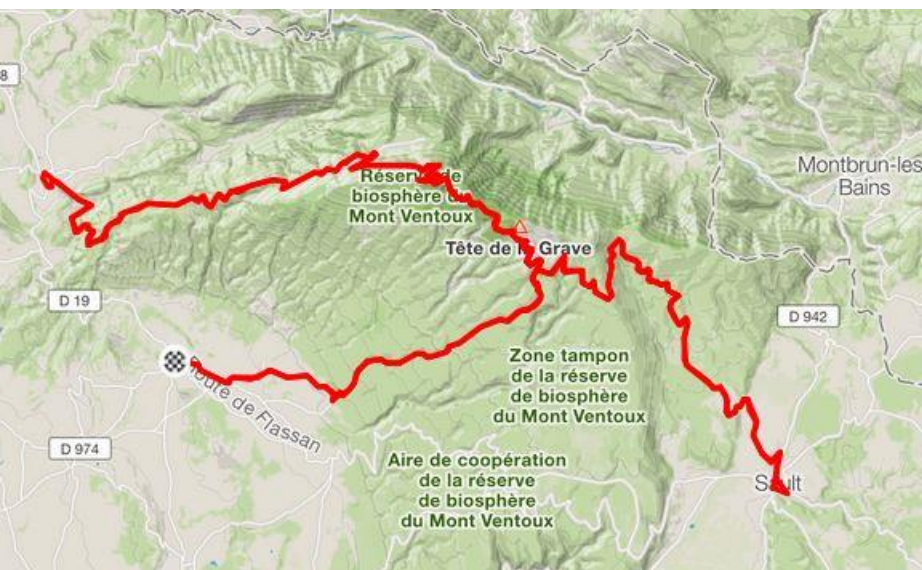 8
Montbrun-les
Bains
Réserve de
biosphère du
Mont Ventoux
Tête de la Grave
D 19
D 942
Zone tampon
de la réserve
de biosphère
du Mont Ventoux
Route de Flassan
D 974
Aire de coopération
de la réserve
de biosphère
du Mont Ventoux
Sault